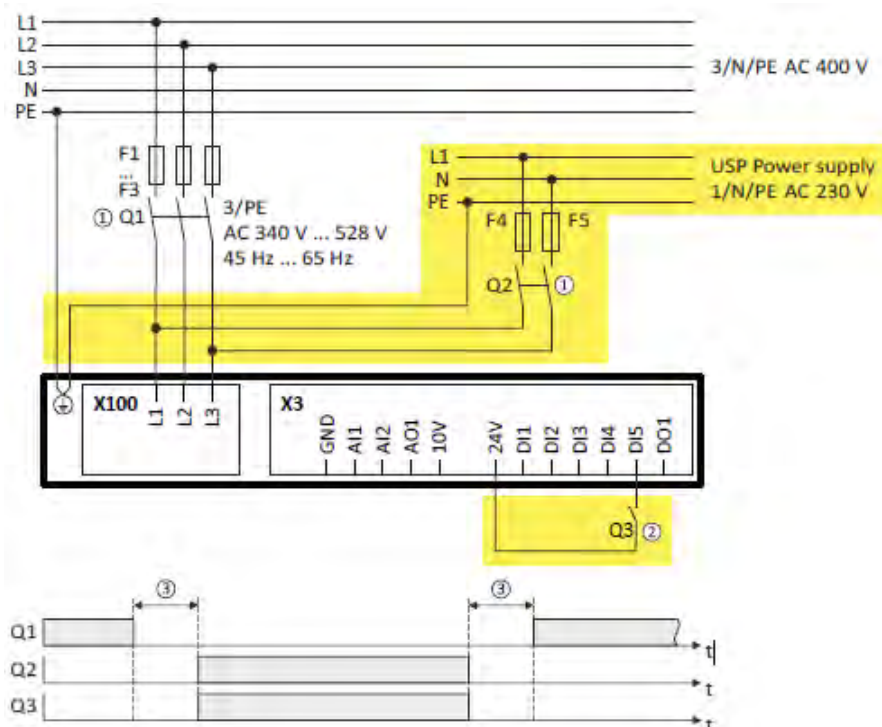 L1
L2
L3
3/N/PE AC 400 V
N
PE
F1
...
F3
① Q1
3/PE
AC 340 V ... 528 V
45 Hz ... 65 Hz
L1
N
PE
USP Power supply
1/N/PE AC 230 V
F4
F5
Q2
①
X100
L1
L2
L3
X3
GND
AI1
AI2
AO1
10V
24V
DI1
DI2
DI3
DI4
DI5
DO1
Q3 ②
③
③
Q1
t
Q2
t
Q3
t